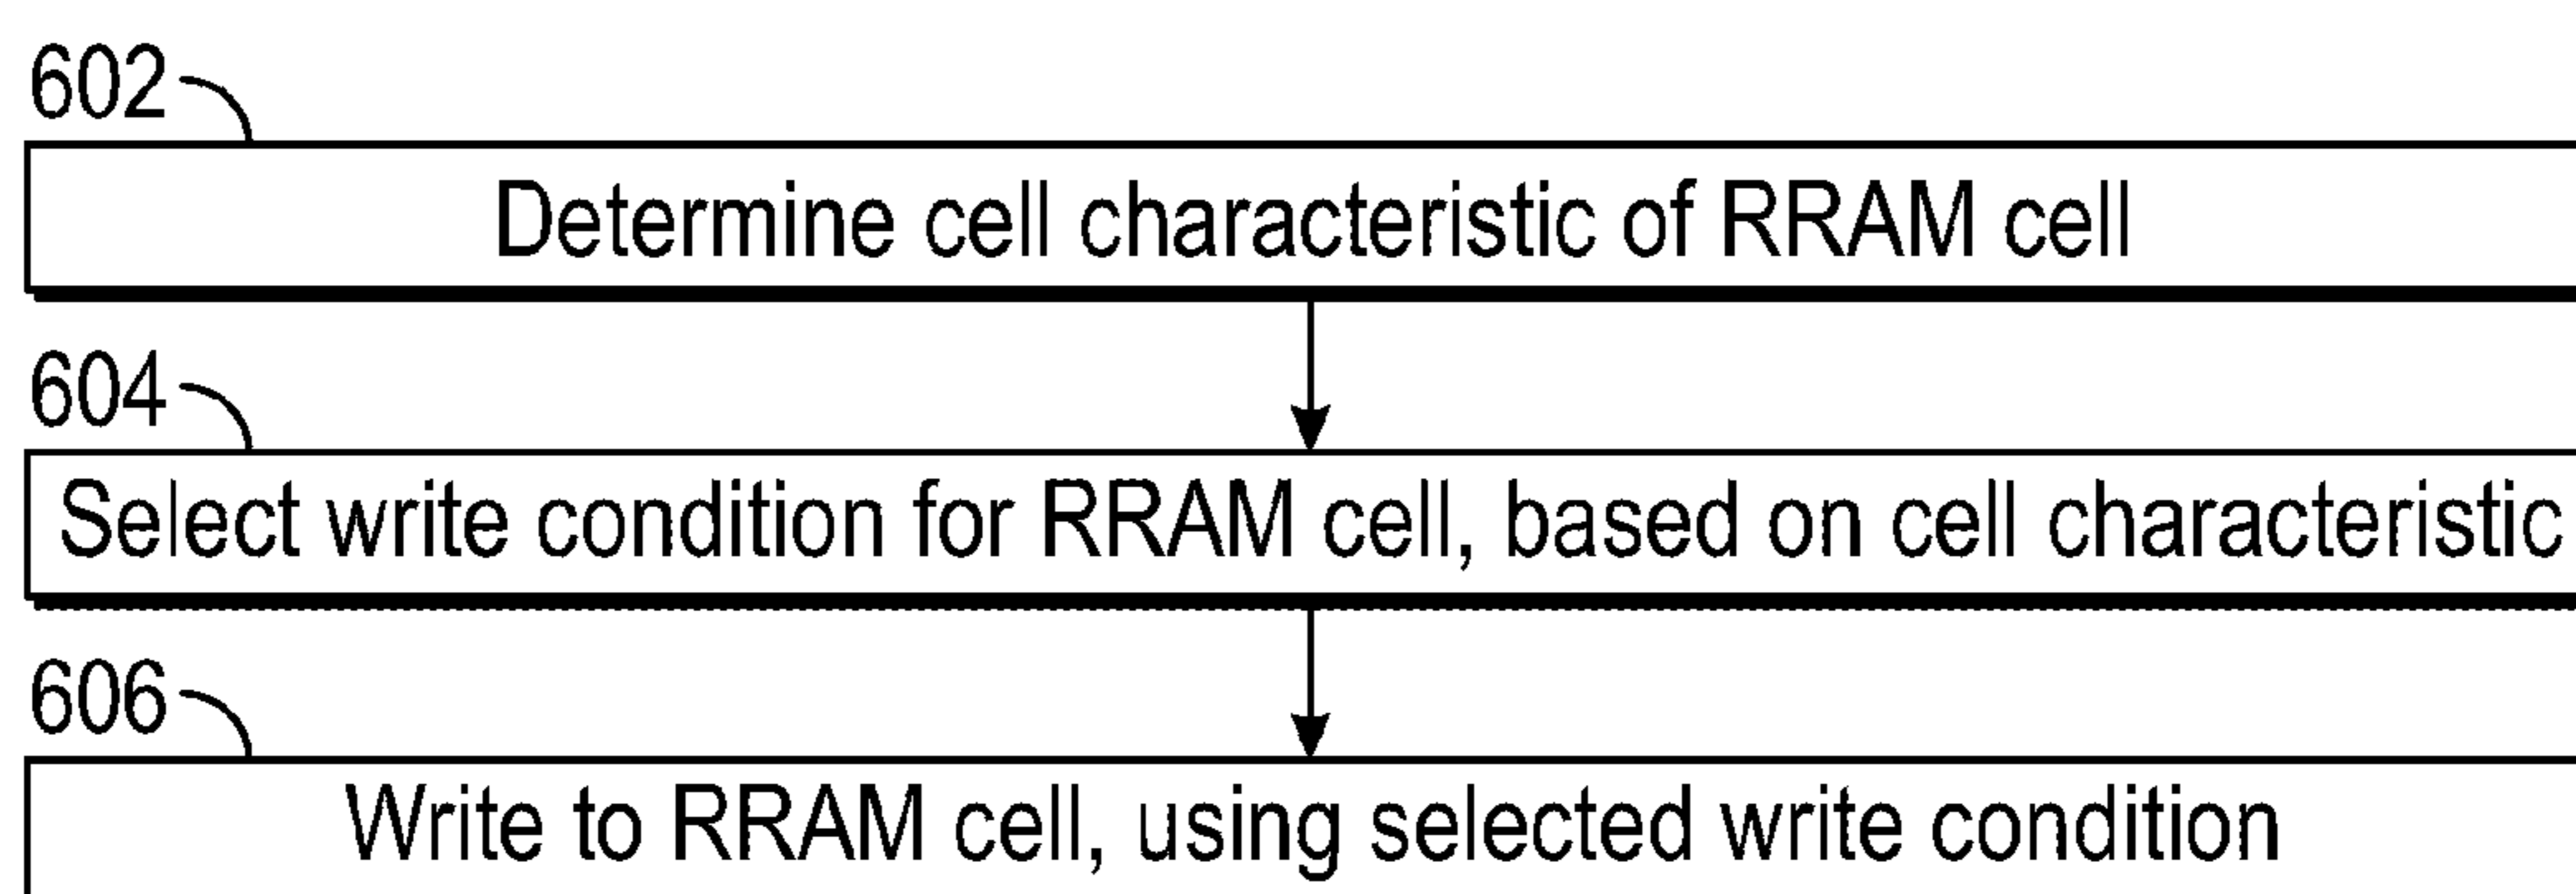 602
Determine cell characteristic of RRAM cell
604
Select write condition for RRAM cell, based on cell characteristic
606
Write to RRAM cell, using selected write condition